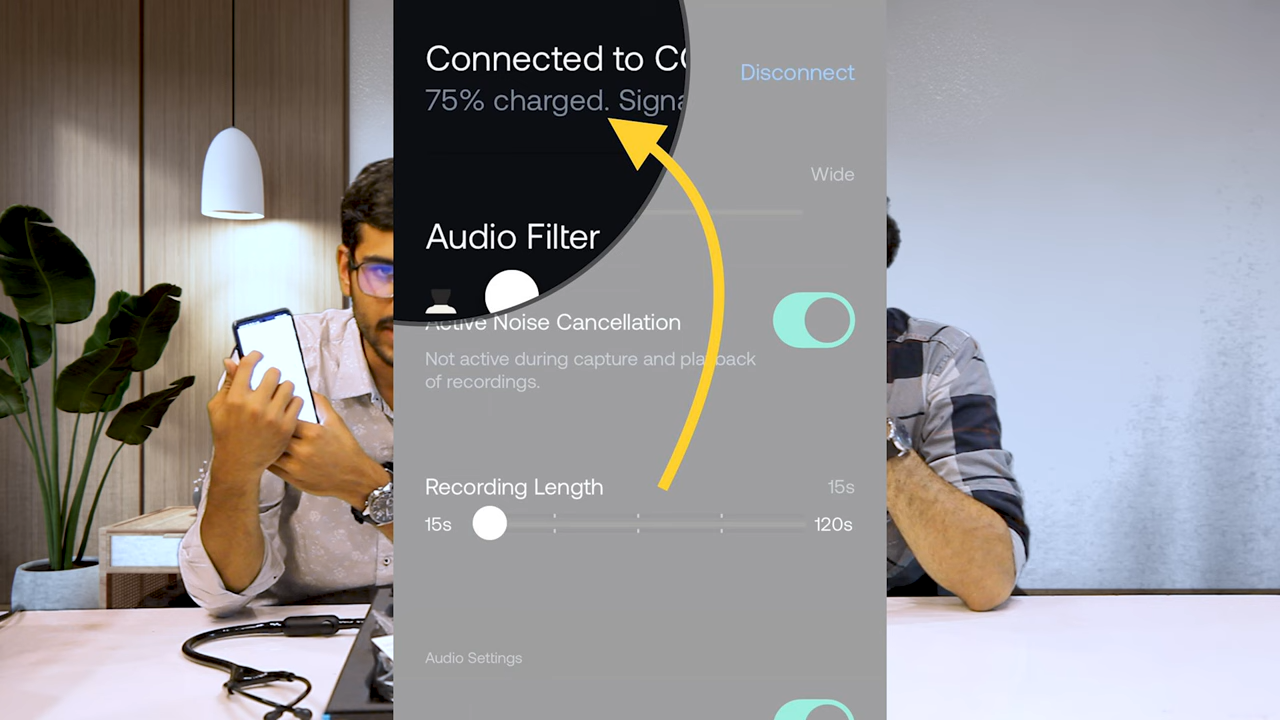 Connected to
Disconnect
75% charged.
Wide
Audio Filter
Active Noise Cancellation
Not active during capture and playback
of recordings.
Recording Length
15s
15s
120s
Audio Settings